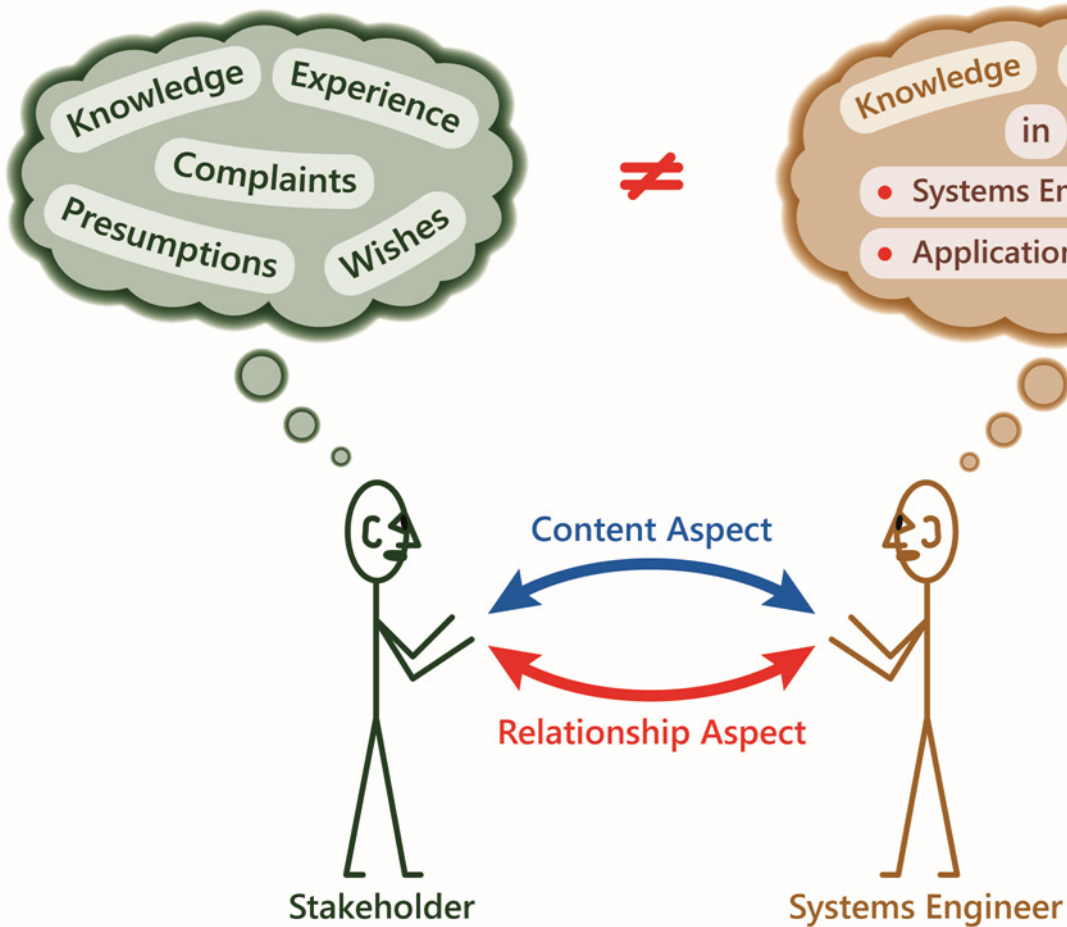 Knowledge
Experience
Complaints
Presumptions
Wishes
≠
Knowledge
in
• Systems En
• Application
Content Aspect
Relationship Aspect
Stakeholder
Systems Engineer